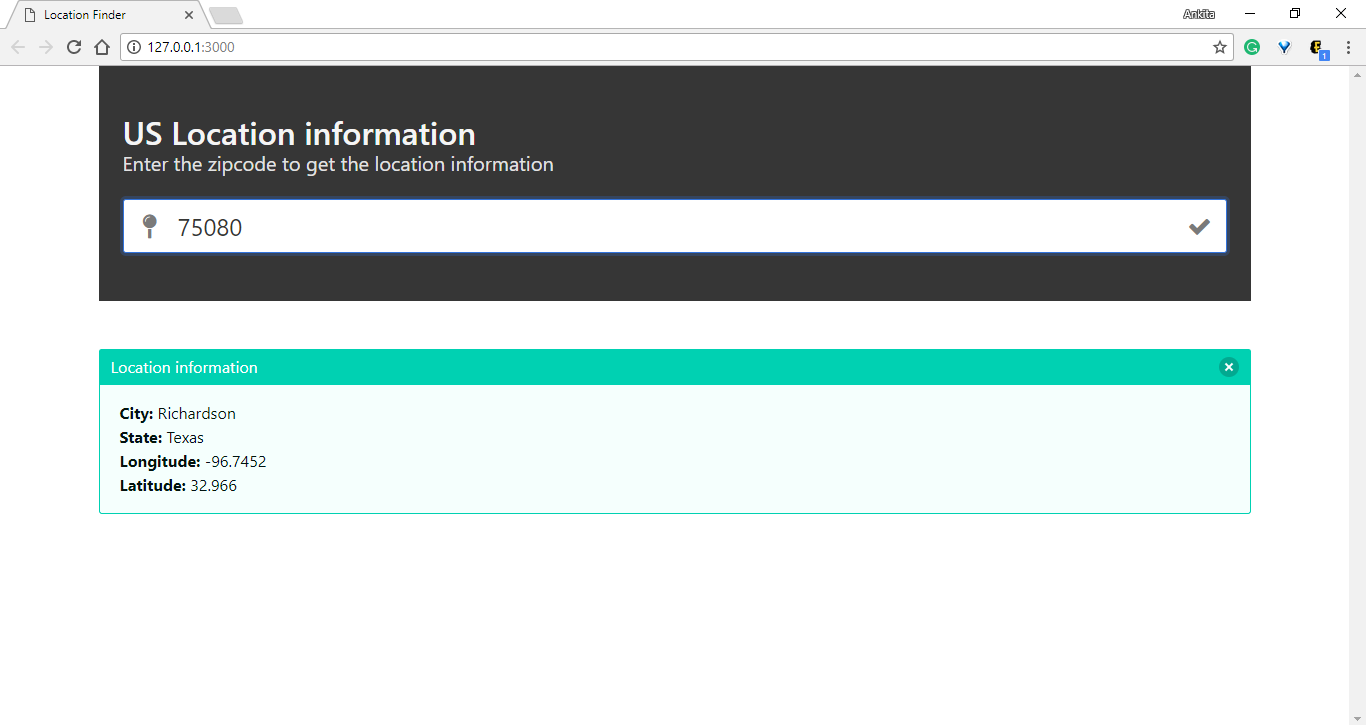 Location Finder
Ankita
127.0.0.1:3000
1
US Location information
Enter the zipcode to get the location information
75080
Location information
City: Richardson
State: Texas
Longitude: -96.7452
Latitude: 32.966